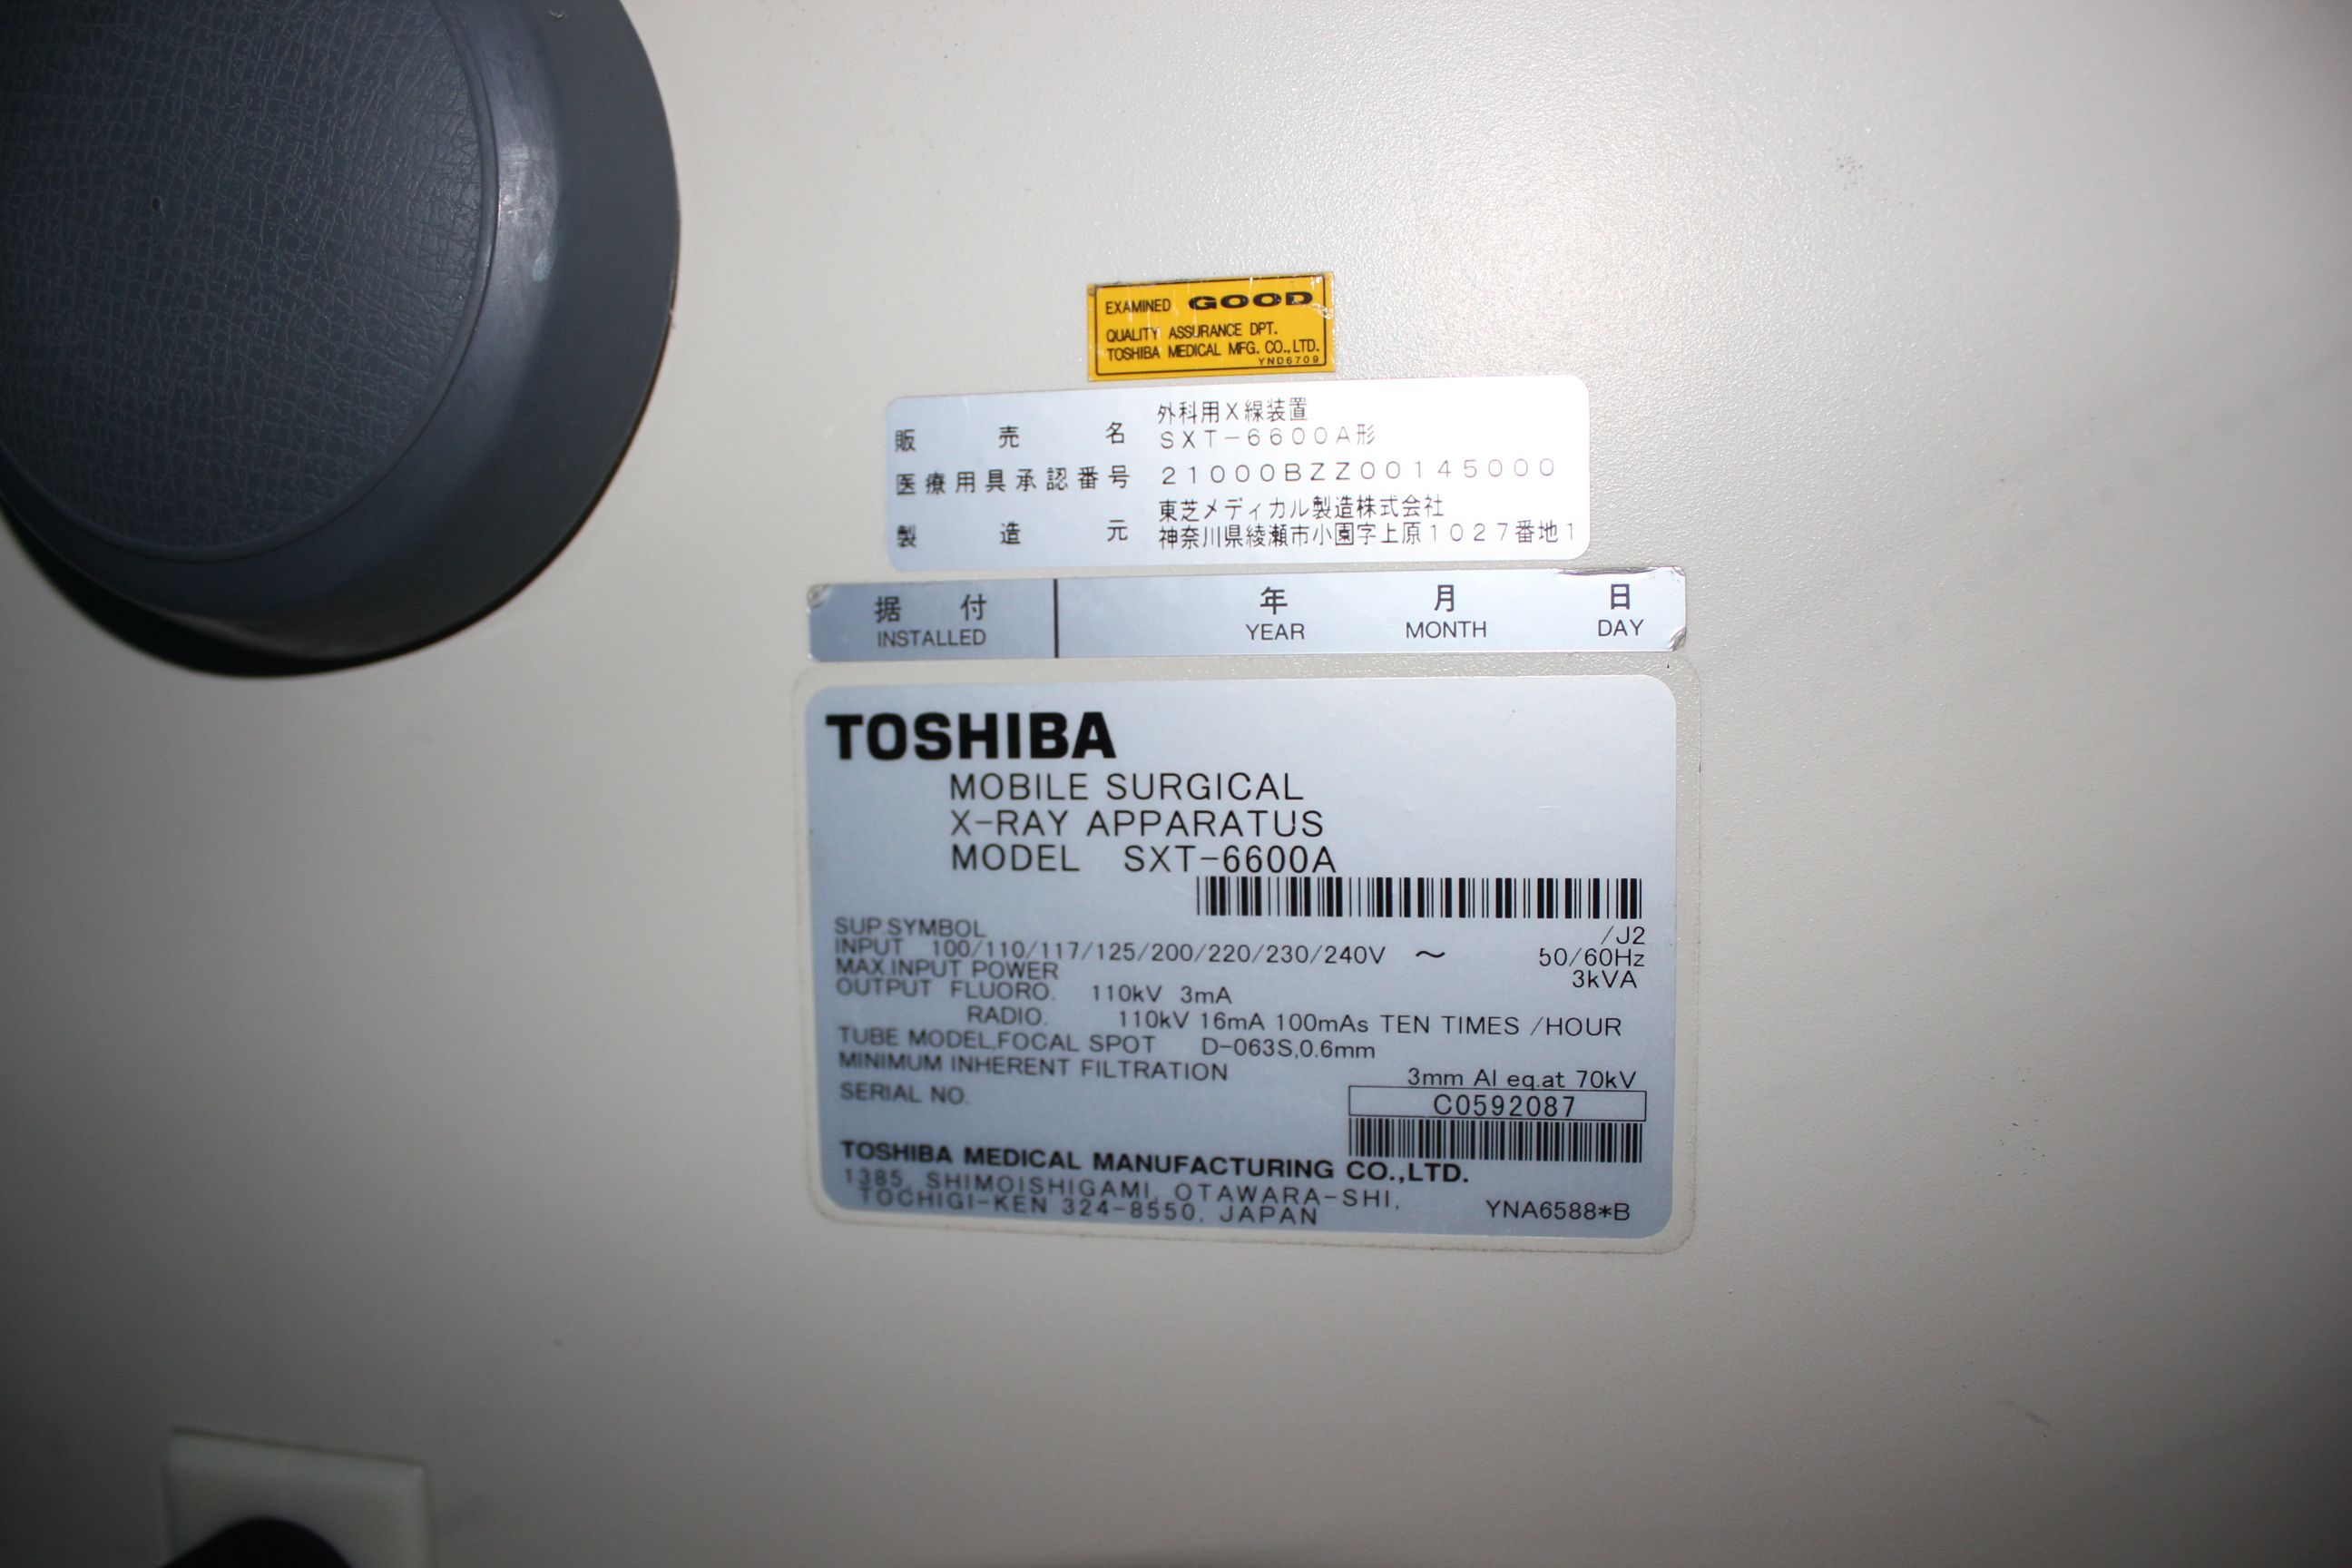 EXAMINED GOOD
QUALITY ASSURANCE DPT.
TOSHIBA MEDICAL MFG. CO.,LTD.
YND6709
販売名 外科用X線装置
SXT-6600A形
医療用具承認番号 21000BZZ00145000
製造元 東芝メディカル製造株式会社
神奈川県綾瀬市小園字上原1027番地1
据付 年 月 日
INSTALLED YEAR MONTH DAY
TOSHIBA
MOBILE SURGICAL
X-RAY APPARATUS
MODEL SXT-6600A
SUP.SYMBOL /J2
INPUT 100/110/117/125/200/220/230/240V ~ 50/60Hz
MAX.INPUT POWER 3kVA
OUTPUT FLUORO. 110kV 3mA
RADIO. 110kV 16mA 100mAs TEN TIMES /HOUR
TUBE MODEL,FOCAL SPOT D-063S,0.6mm
MINIMUM INHERENT FILTRATION 3mm Al eq.at 70kV
SERIAL NO. C0592087
TOSHIBA MEDICAL MANUFACTURING CO.,LTD.
1385, SHIMOISHIGAMI, OTAWARA-SHI,
TOCHIGI-KEN 324-8550, JAPAN YNA6588*B